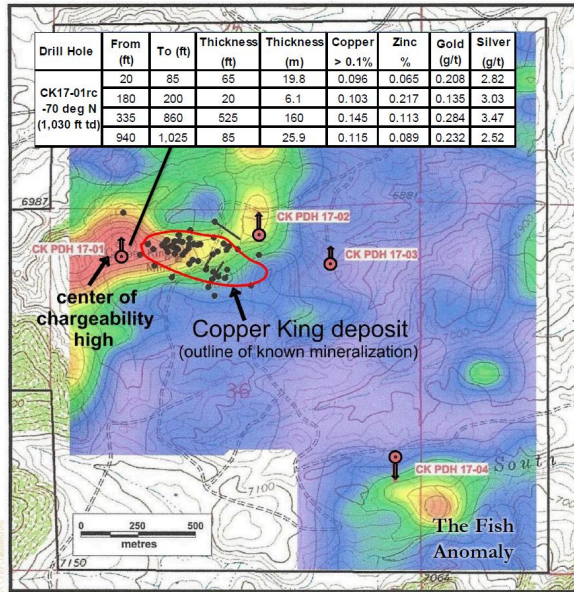 Drill Hole From (ft) To (ft) Thickness (ft) Thickness (m) Copper > 0.1% Zinc % Gold (g/t) Silver (g/t)
CK17-01rc -70 deg N (1,030 ft td)
20 85 65 19.8 0.096 0.065 0.208 2.82
180 200 20 6.1 0.103 0.217 0.135 3.03
335 860 525 160 0.145 0.113 0.284 3.47
940 1,025 85 25.9 0.115 0.089 0.232 2.52
6987
6881
CK PDH 17-02
CK PDH 17-01
CK PDH 17-03
center of
chargeability
high
Copper King deposit
(outline of known mineralization)
36
CK PDH 17-04
South
7100
0 250 500
metres
The Fish
Anomaly
7150
7064